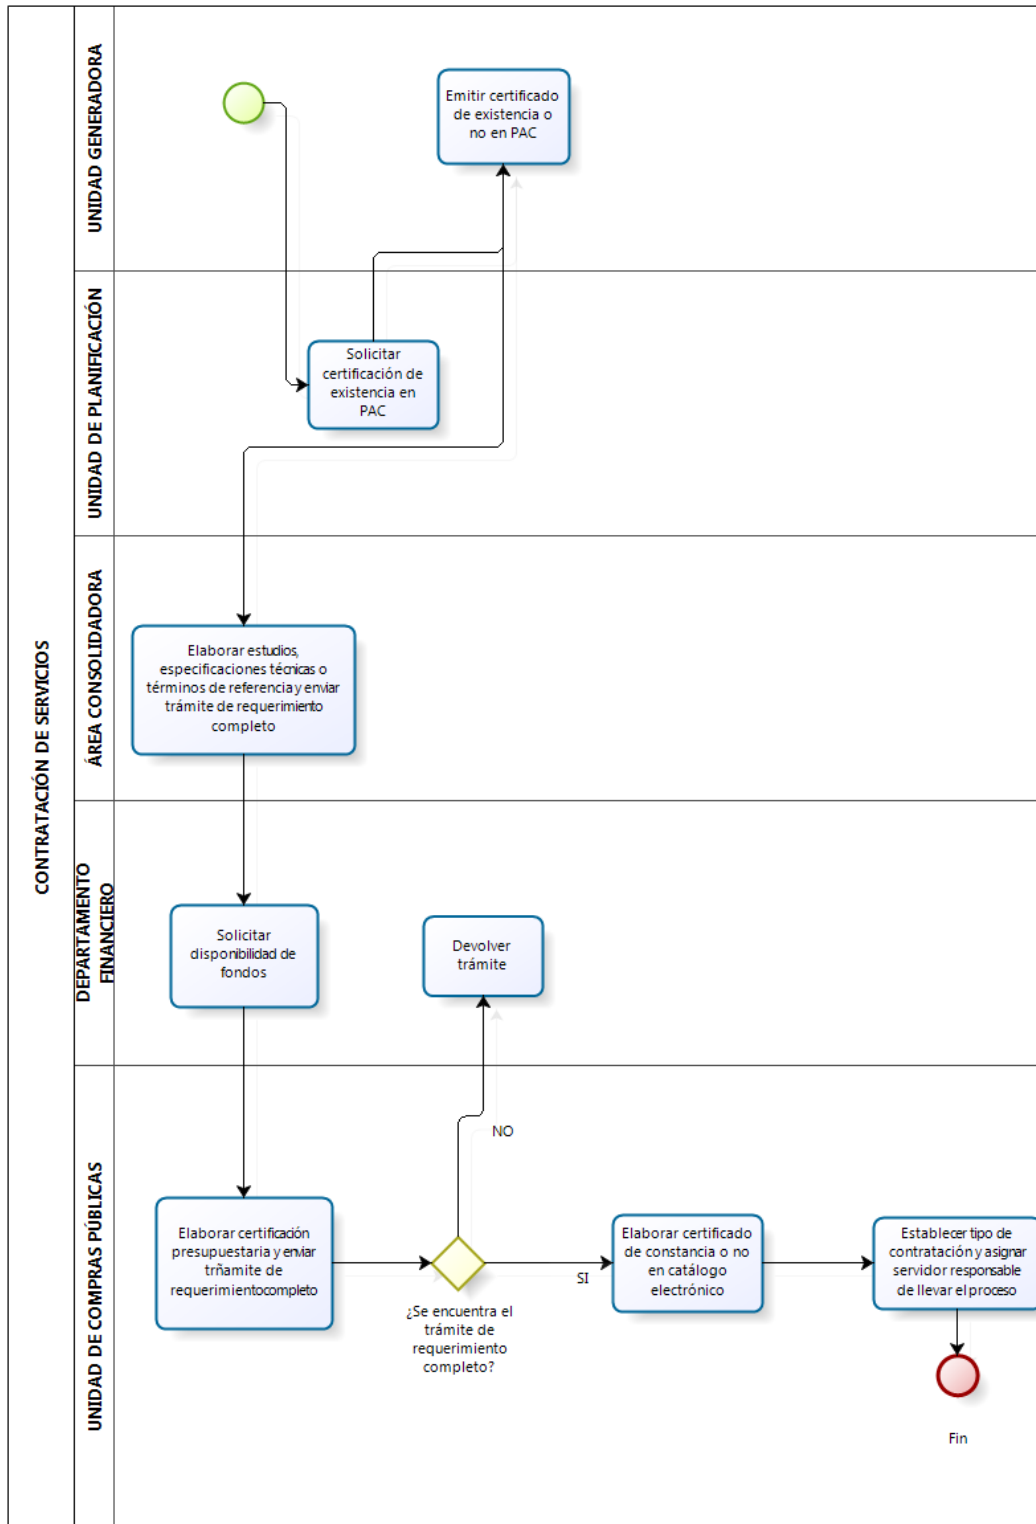 CONTRATACIÓN DE SERVICIOS
UNIDAD GENERADORA
Emitir certificado
de existencia o
no en PAC
UNIDAD DE PLANIFICACIÓN
Solicitar
certificación de
existencia en
PAC
ÁREA CONSOLIDADORA
Elaborar estudios,
especificaciones técnicas o
términos de referencia y enviar
trámite de requerimiento
completo
DEPARTAMENTO
FINANCIERO
Solicitar
disponibilidad de
fondos
Devolver
trámite
NO
UNIDAD DE COMPRAS PÚBLICAS
Elaborar certificación
presupuestaria y enviar
trñamite de
requerimientocompleto
¿Se encuentra el
trámite de
requerimiento
completo?
SI
Elaborar certificado
de constancia o no
en catálogo
electrónico
Establecer tipo de
contratación y asignar
servidor responsable
de llevar el proceso
Fin